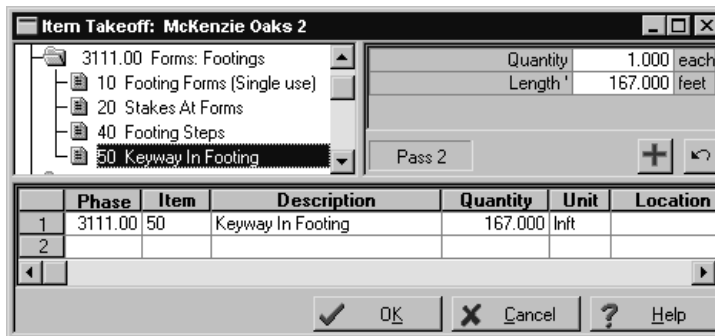 Item Takeoff: McKenzie Oaks 2
3111.00 Forms: Footings
10 Footing Forms (Single use)
20 Stakes At Forms
40 Footing Steps
50 Keyway In Footing
Quantity 1.000 each
Length ' 167.000 feet
Pass 2
Phase Item Description Quantity Unit Location
1 3111.00 50 Keyway In Footing 167.000 lnft
2
OK Cancel Help